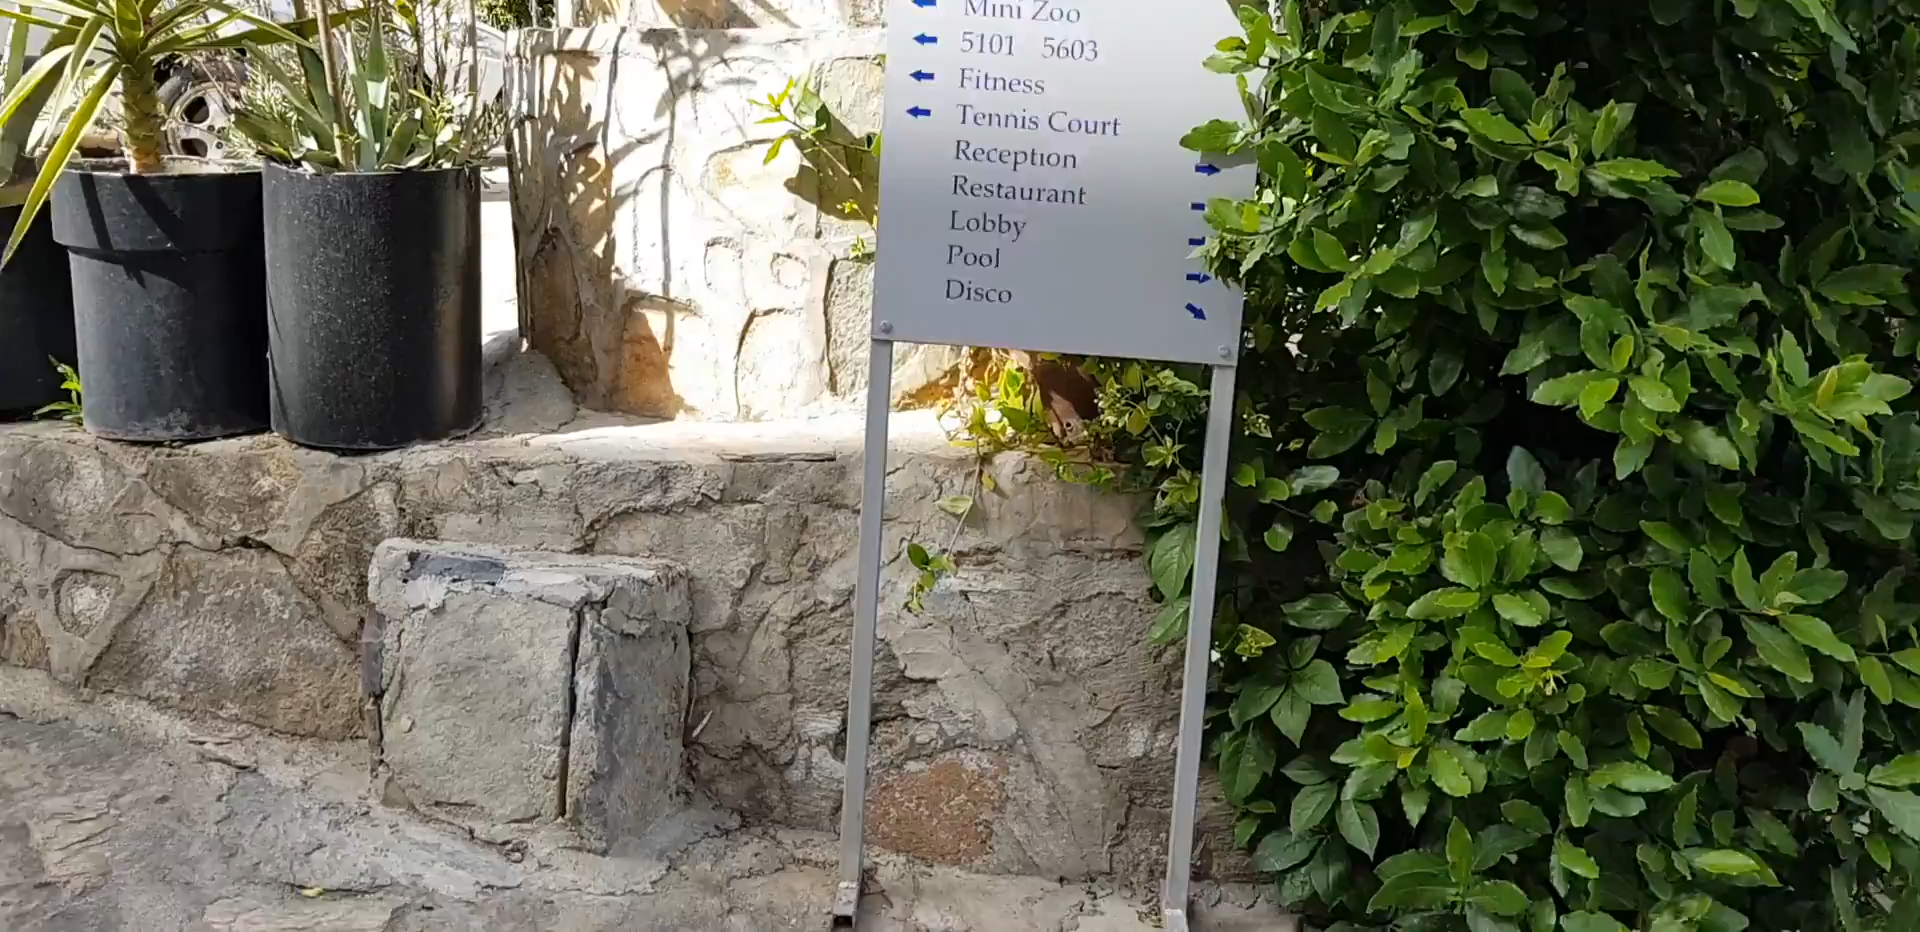 Mini Zoo
5101 5603
Fitness
Tennis Court
Reception
Restaurant
Lobby
Pool
Disco